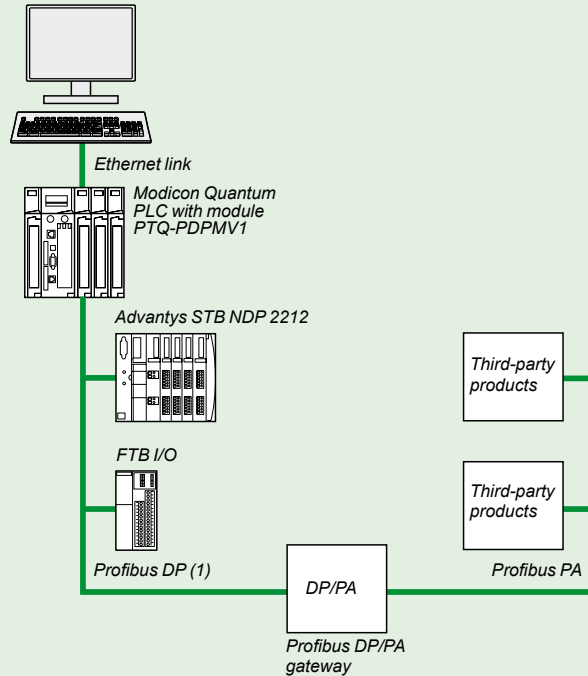 Ethernet link
Modicon Quantum
PLC with module
PTQ-PDPMV1
Advantys STB NDP 2212
Third-party
products
FTB I/O
Third-party
products
Profibus DP (1)
DP/PA
Profibus PA
Profibus DP/PA
gateway